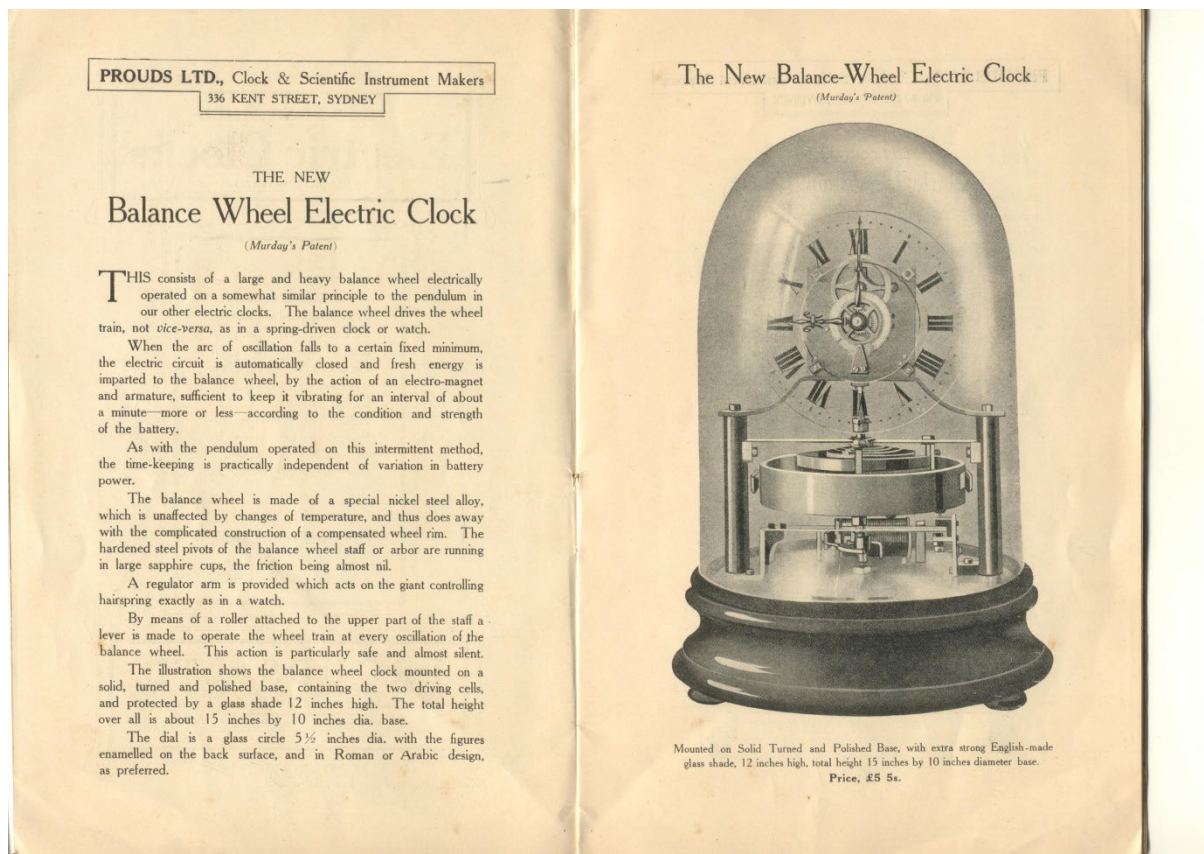 PROUDS LTD., Clock & Scientific Instrument Makers
336 KENT STREET, SYDNEY
THE NEW
Balance Wheel Electric Clock
(Murday's Patent)
THIS consists of a large and heavy balance wheel electrically
operated on a somewhat similar principle to the pendulum in
our other electric clocks. The balance wheel drives the wheel
train, not vice-versa, as in a spring-driven clock or watch.
When the arc of oscillation falls to a certain fixed minimum,
the electric circuit is automatically closed and fresh energy is
imparted to the balance wheel, by the action of an electro-magnet
and armature, sufficient to keep it vibrating for an interval of about
a minute—more or less—according to the condition and strength
of the battery.
As with the pendulum operated on this intermittent method,
the time-keeping is practically independent of variation in battery
power.
The balance wheel is made of a special nickel steel alloy,
which is unaffected by changes of temperature, and thus does away
with the complicated construction of a compensated wheel rim. The
hardened steel pivots of the balance wheel staff or arbor are running
in large sapphire cups, the friction being almost nil.
A regulator arm is provided which acts on the giant controlling
hairspring exactly as in a watch.
By means of a roller attached to the upper part of the staff a
lever is made to operate the wheel train at every oscillation of the
balance wheel. This action is particularly safe and almost silent.
The illustration shows the balance wheel clock mounted on a
solid, turned and polished base, containing the two driving cells,
and protected by a glass shade 12 inches high. The total height
over all is about 15 inches by 10 inches dia. base.
The dial is a glass circle 5½ inches dia. with the figures
enamelled on the back surface, and in Roman or Arabic design,
as preferred.
The New Balance-Wheel Electric Clock
(Murday's Patent)
XII
I
II
III
IIII
V
VI
VII
VIII
IX
X
XI
Mounted on Solid Turned and Polished Base, with extra strong English-made
glass shade, 12 inches high, total height 15 inches by 10 inches diameter base.
Price, £5 5s.